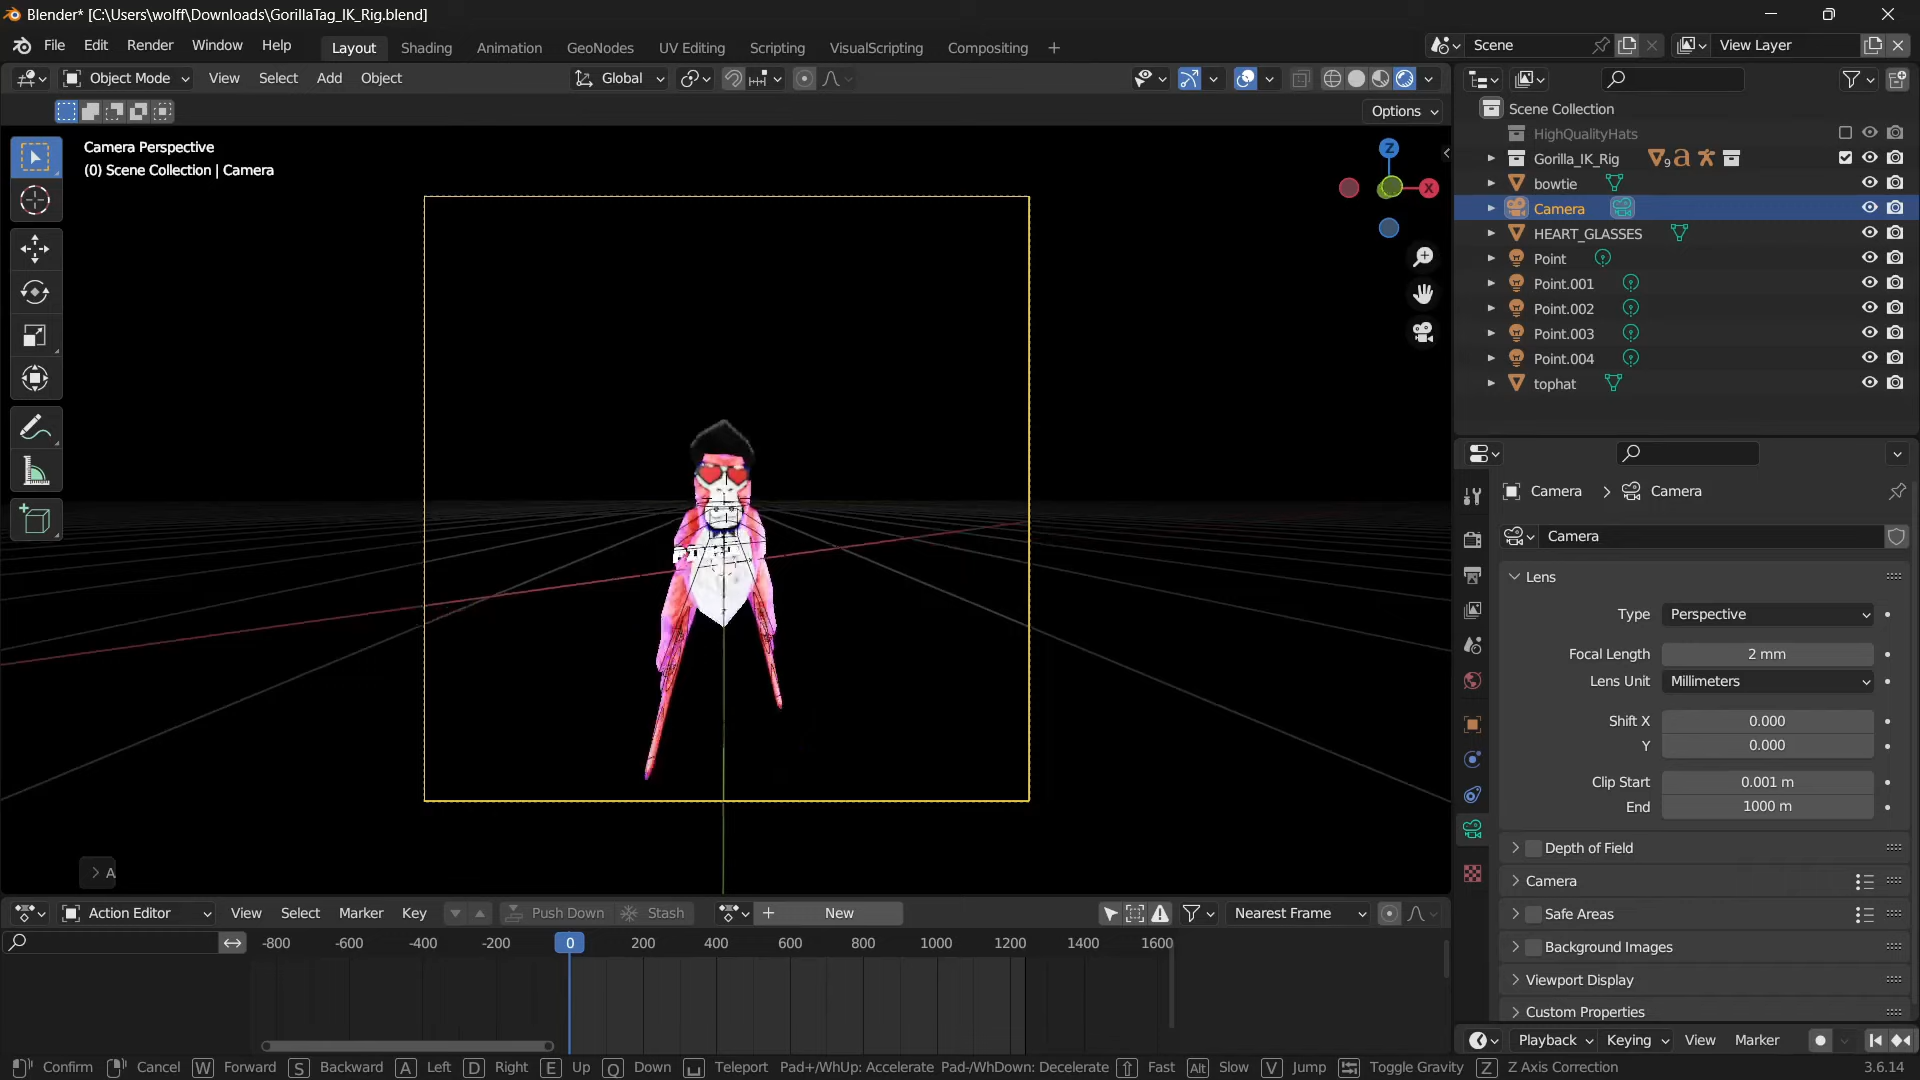 Blender* [C:\Users\wolff\Downloads\GorillaTag_IK_Rig.blend]
File Edit Render Window Help
Layout Shading Animation GeoNodes UV Editing Scripting VisualScripting Compositing
Scene
View Layer
Object Mode View Select Add Object
Global
Options
Camera Perspective
(0) Scene Collection | Camera
Z
X
A
Scene Collection
HighQualityHats
Gorilla_IK_Rig 9
bowtie
Camera
HEART_GLASSES
Point
Point.001
Point.002
Point.003
Point.004
tophat
Camera Camera
Camera
Lens
Type Perspective
Focal Length 2 mm
Lens Unit Millimeters
Shift X 0.000
Y 0.000
Clip Start 0.001 m
End 1000 m
Depth of Field
Camera
Safe Areas
Background Images
Viewport Display
Custom Properties
Action Editor View Select Marker Key Push Down Stash New Nearest Frame
-800 -600 -400 -200 0 200 400 600 800 1000 1200 1400 1600
Playback Keying View Marker
Confirm Cancel W Forward S Backward A Left D Right E Up Q Down Teleport Pad+/WhUp: Accelerate Pad-/WhDown: Decelerate Fast Alt Slow V Jump Toggle Gravity Z Z Axis Correction 3.6.14